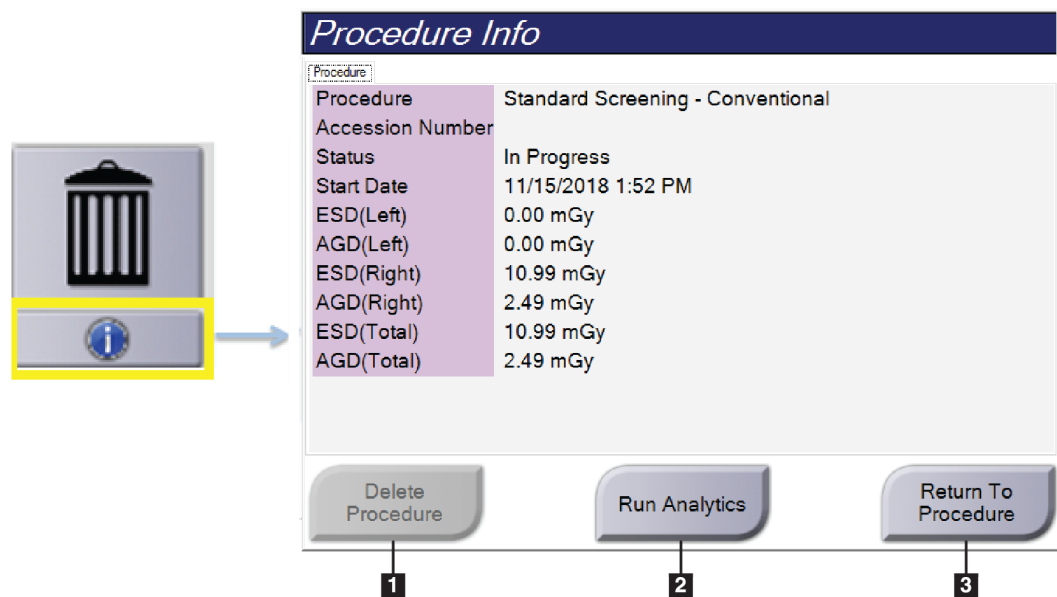 Procedure Info
Procedure
Procedure Standard Screening - Conventional
Accession Number
Status In Progress
Start Date 11/15/2018 1:52 PM
ESD(Left) 0.00 mGy
AGD(Left) 0.00 mGy
ESD(Right) 10.99 mGy
AGD(Right) 2.49 mGy
ESD(Total) 10.99 mGy
AGD(Total) 2.49 mGy
Delete
Procedure
Run Analytics
Return To
Procedure
1 2 3